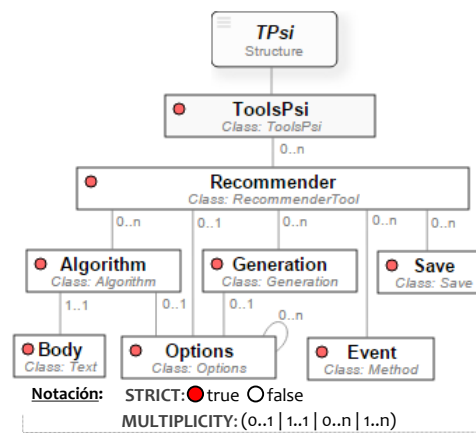 TPsi
Structure
ToolsPsi
Class: ToolsPsi
0..n
Recommender
Class: RecommenderTool
0..n 0..1 0..n 0..n 0..n
Algorithm
Class: Algorithm
Generation
Class: Generation
Save
Class: Save
1..1 0..1 0..1 0..n
Body
Class: Text
Options
Class: Options
Event
Class: Method
Notación: STRICT: true false
MULTIPLICITY: (0..1 | 1..1 | 0..n | 1..n)